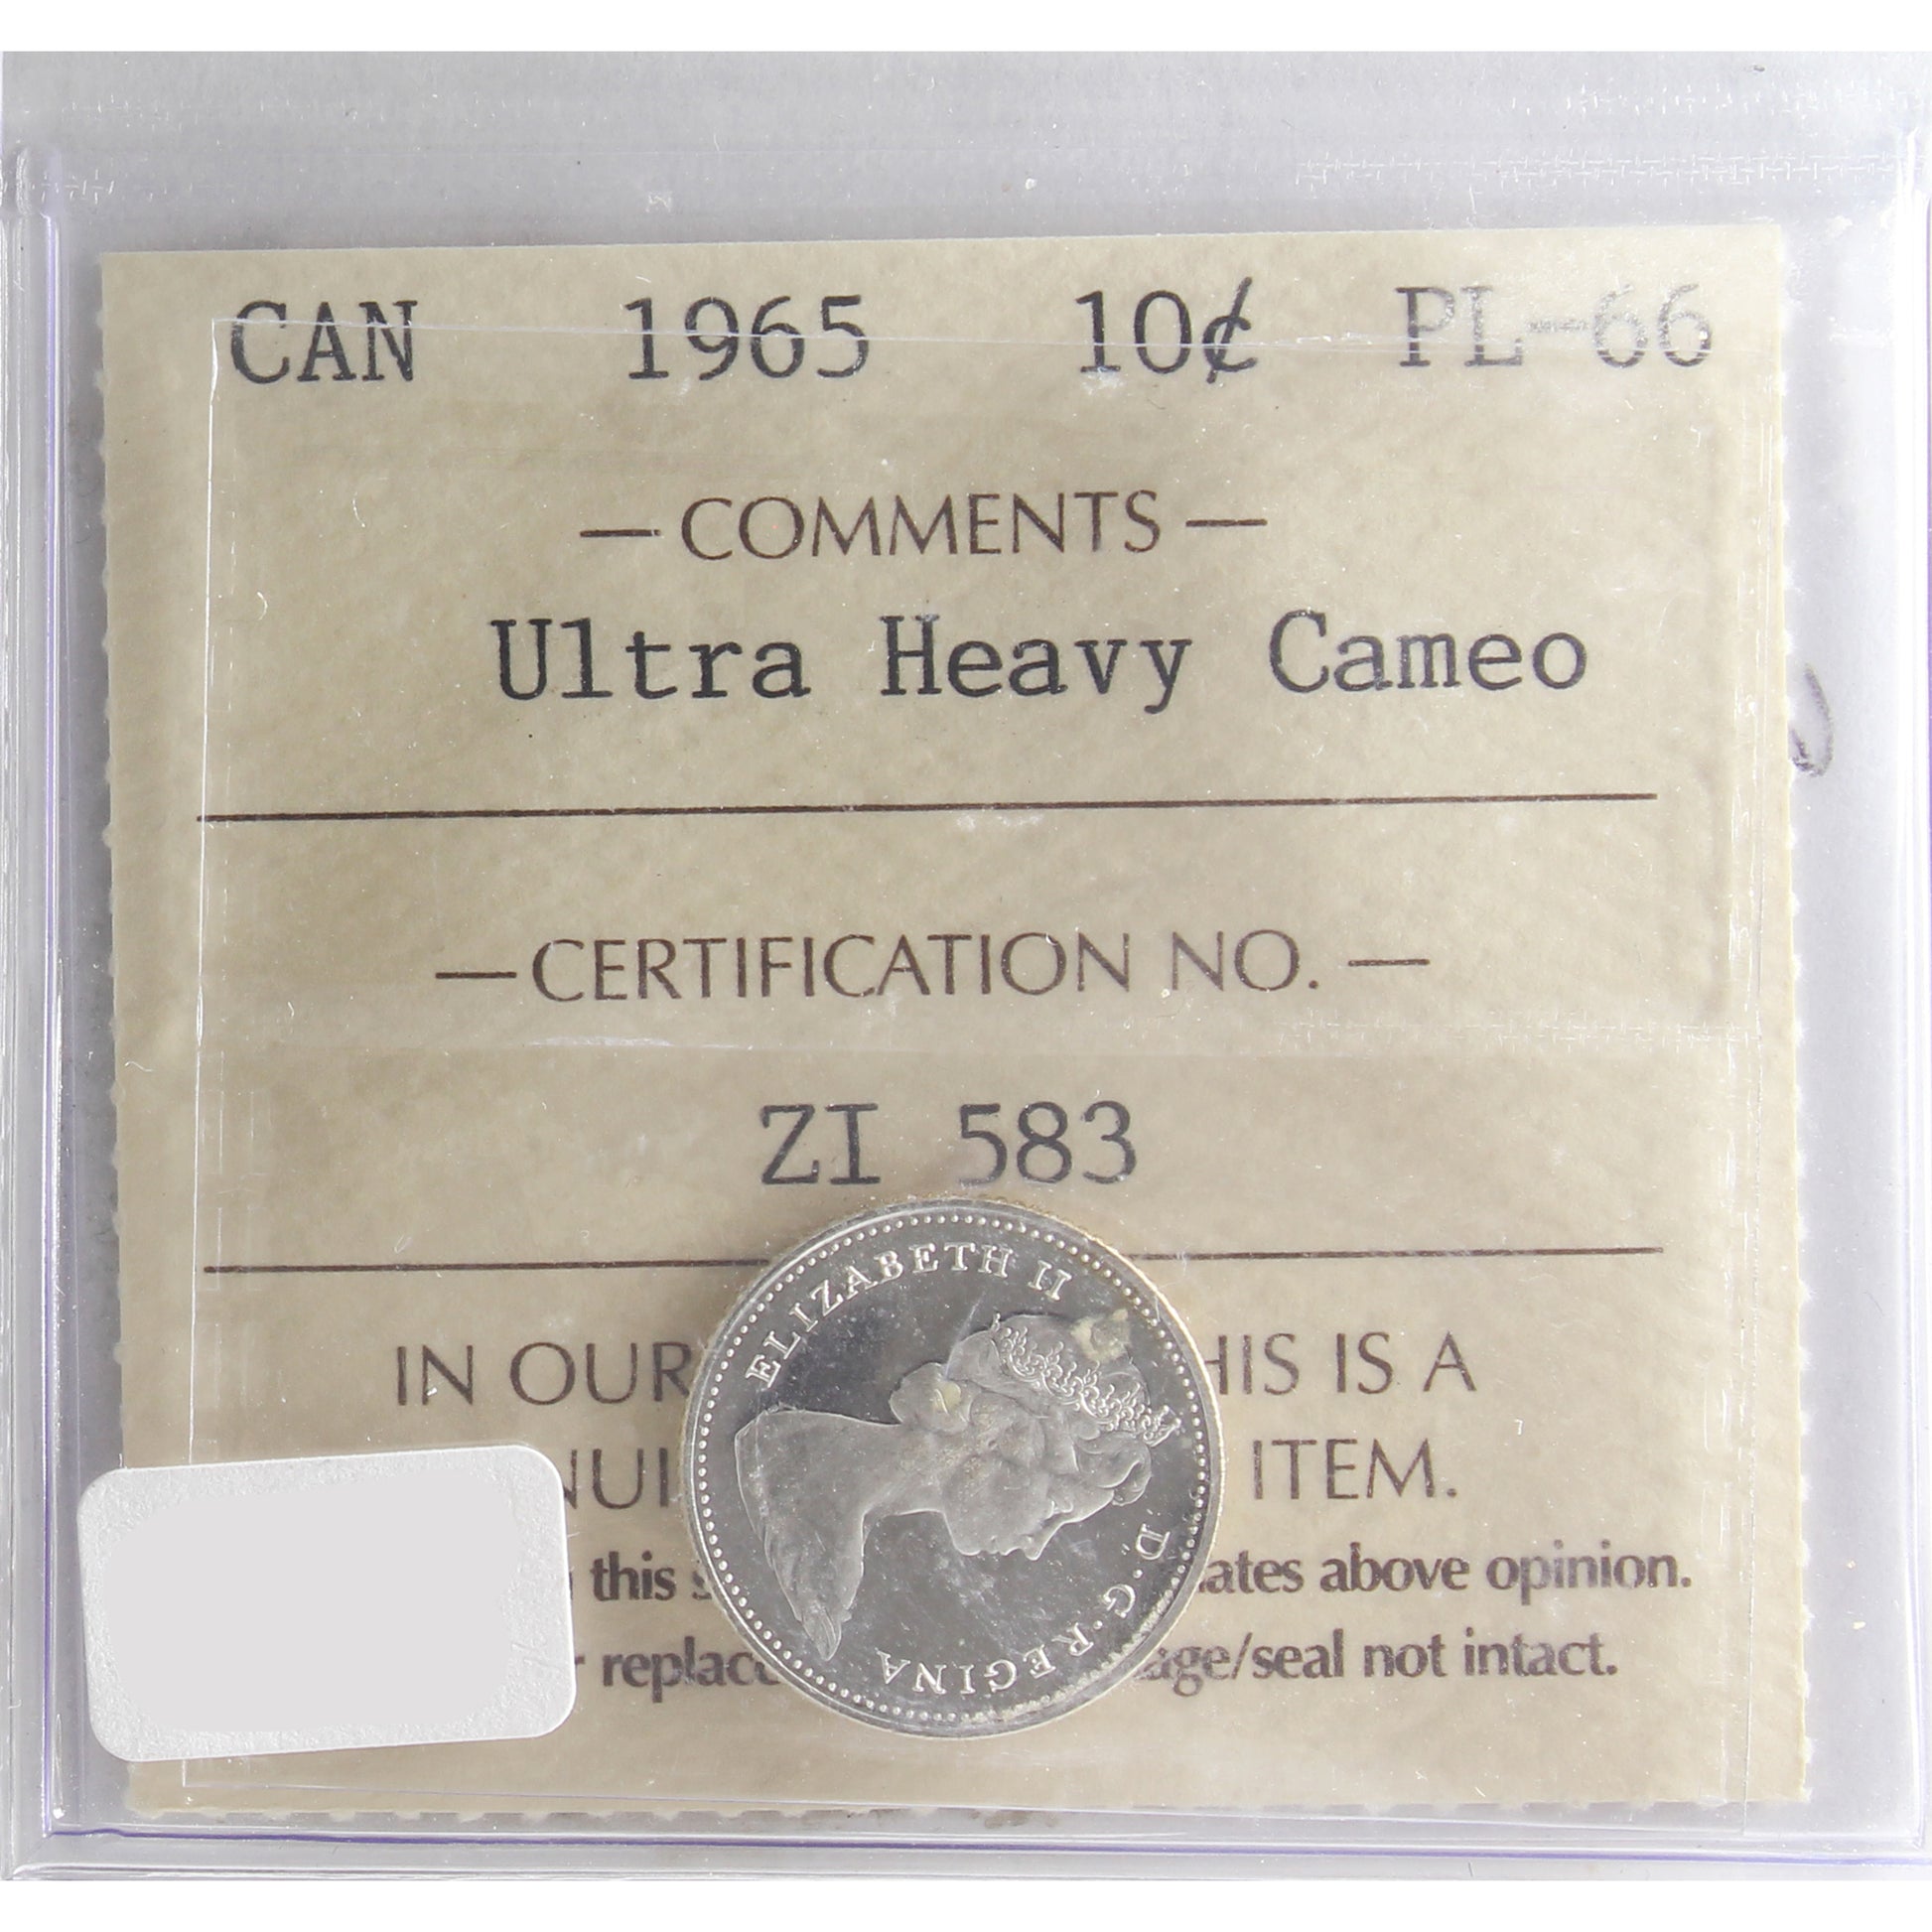 CAN 1965 10¢ PL-66
— COMMENTS —
Ultra Heavy Cameo
— CERTIFICATION NO. —
ZI 583
ELIZABETH II D·G·REGINA
IN OUR HIS IS A
NUI ITEM.
this s ates above opinion.
r replac age/seal not intact.